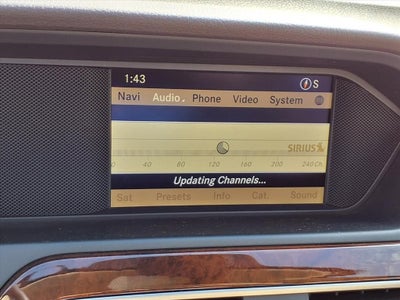 1:43 S
Navi Audio Phone Video System
SIRIUS
0 40 80 120 160 200 240 Ch.
Updating Channels...
Sat Presets Info Cat. Sound